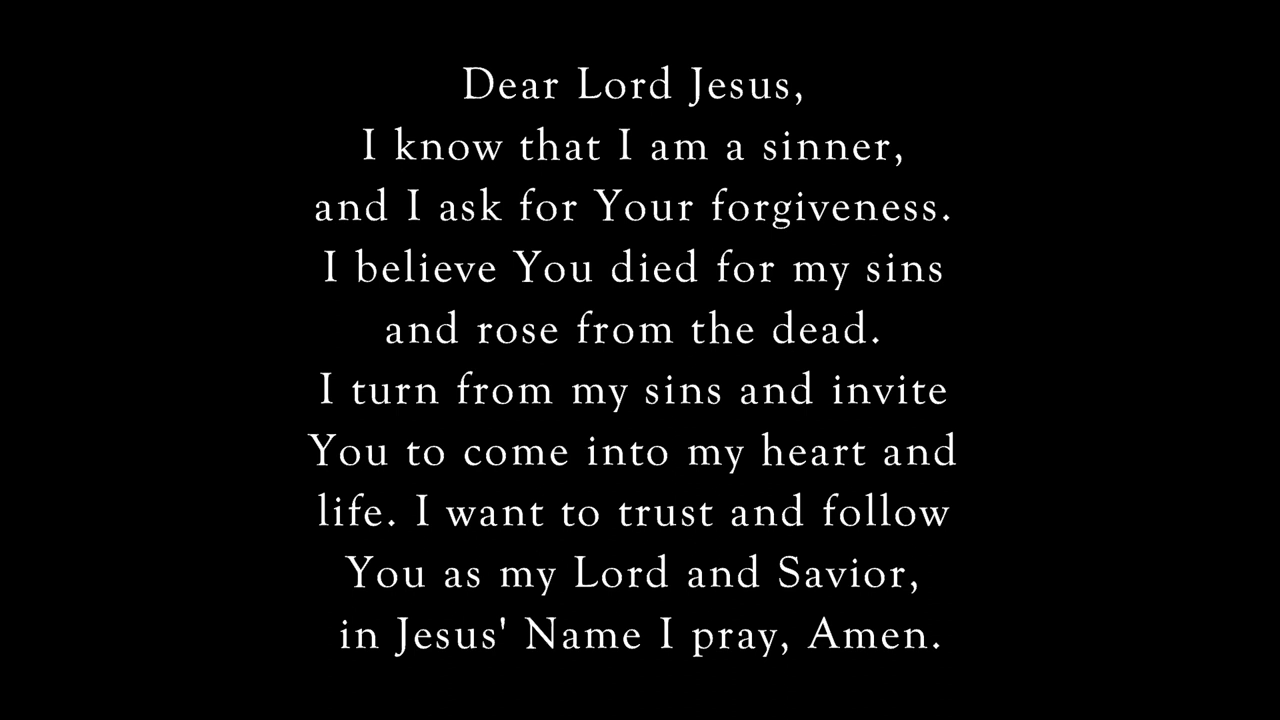 Dear Lord Jesus,
I know that I am a sinner,
and I ask for Your forgiveness.
I believe You died for my sins
and rose from the dead.
I turn from my sins and invite
You to come into my heart and
life. I want to trust and follow
You as my Lord and Savior,
in Jesus' Name I pray, Amen.